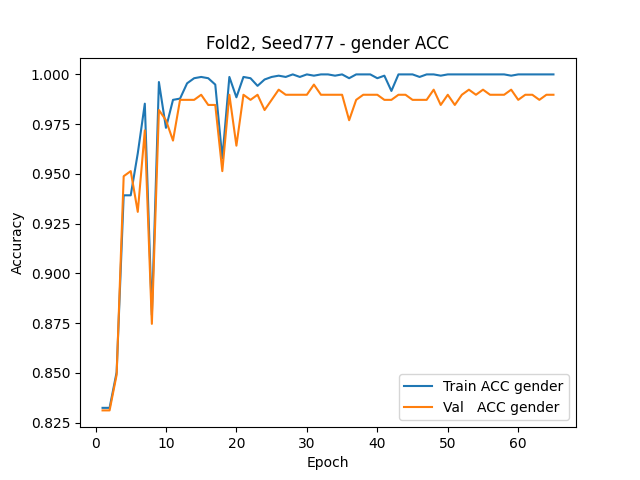 Fold2, Seed777 - gender ACC
1.000
0.975
0.950
0.925
0.900
0.875
0.850
0.825
Accuracy
0 10 20 30 40 50 60
Epoch
Train ACC gender
Val   ACC gender